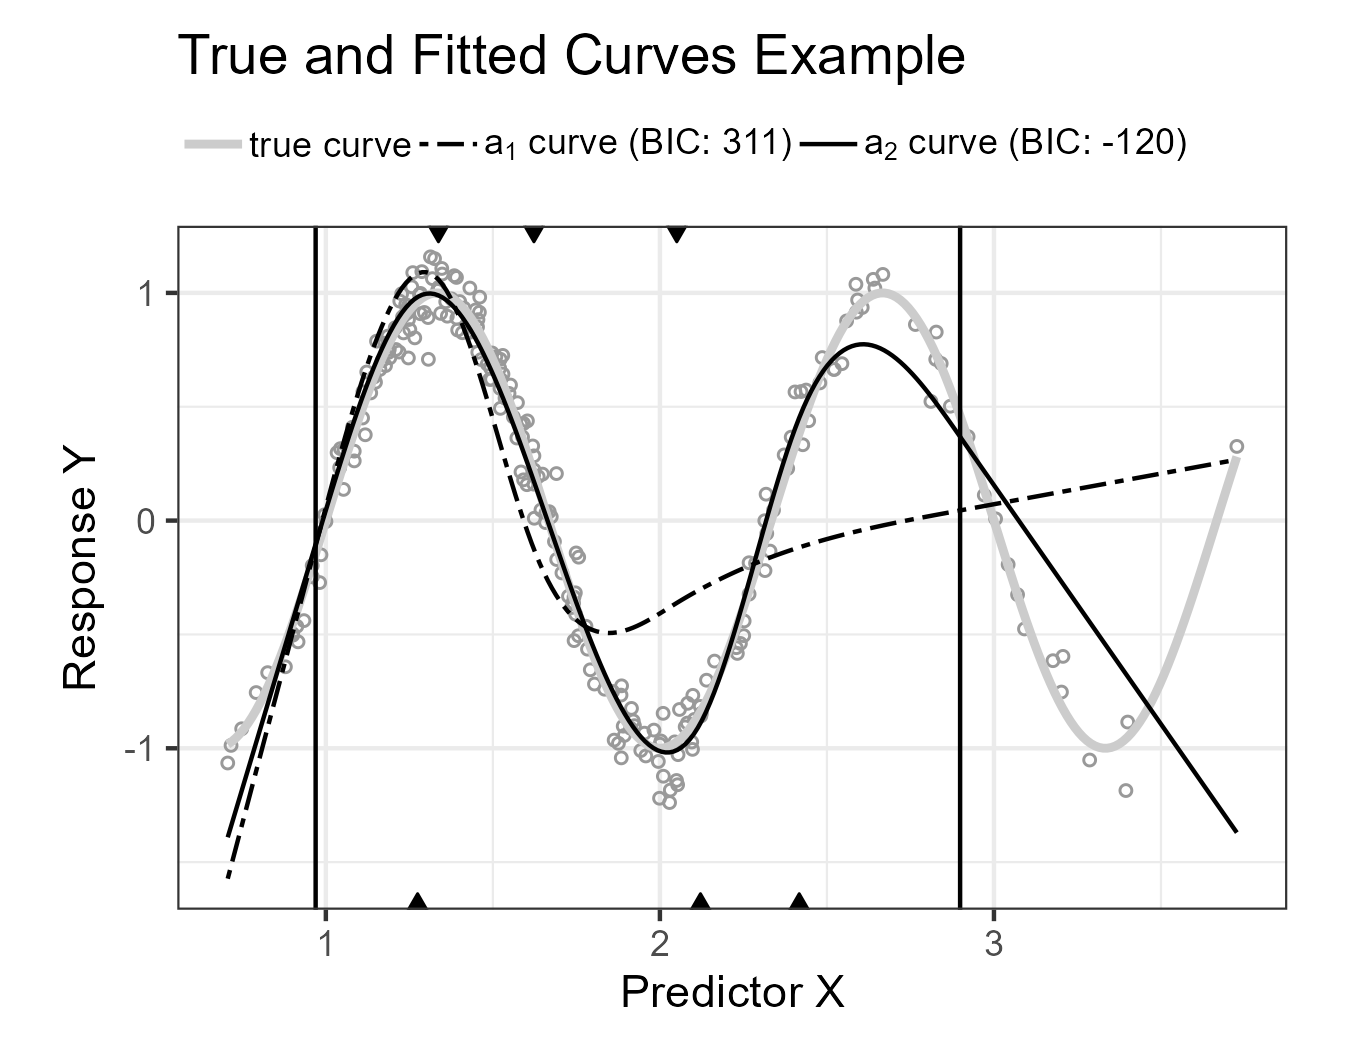 True and Fitted Curves Example
true curve a₁ curve (BIC: 311) a₂ curve (BIC: -120)
Response Y
1
0
-1
1 2 3
Predictor X